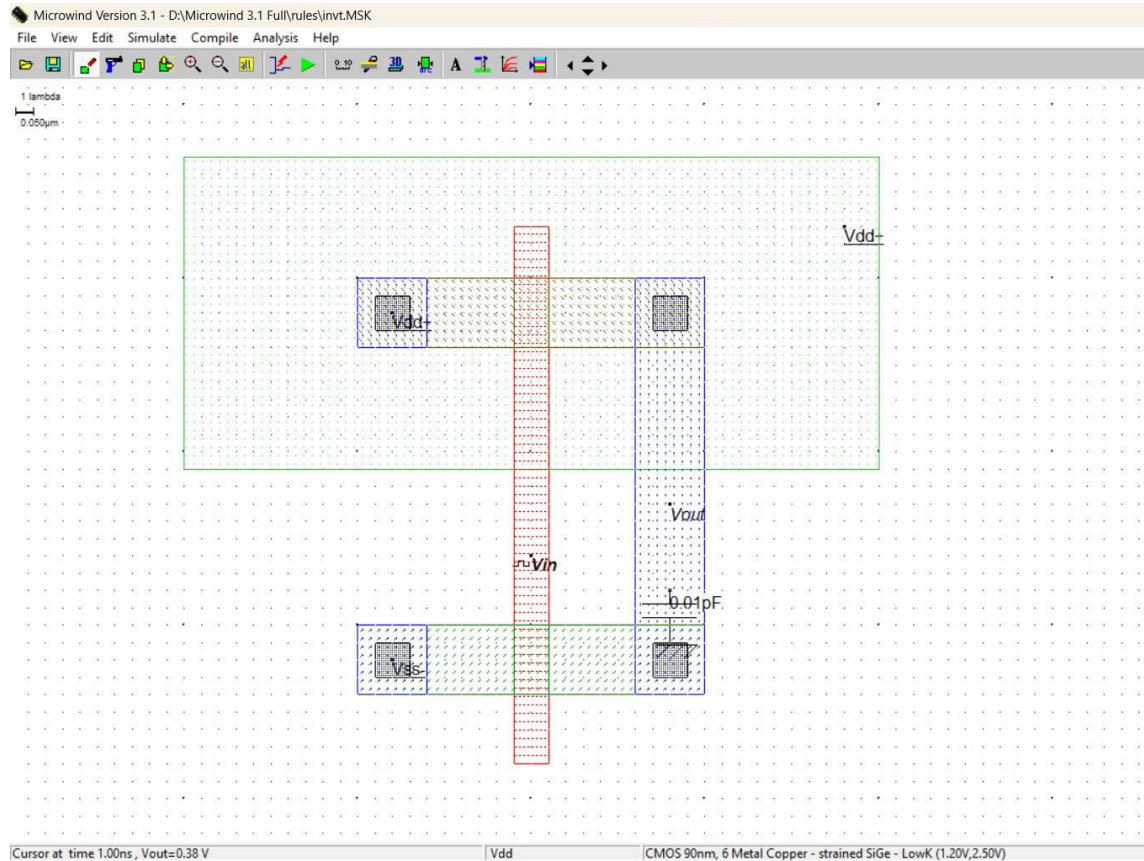 Microwind Version 3.1 - D:\Microwind 3.1 Full\rules\invt.MSK
File View Edit Simulate Compile Analysis Help
1 lambda
0.050µm
Vdd+
Vdd+
Vout
Vin
0.01pF
Vss-
Cursor at time 1.00ns , Vout=0.38 V
Vdd
CMOS 90nm, 6 Metal Copper - strained SiGe - LowK (1.20V,2.50V)